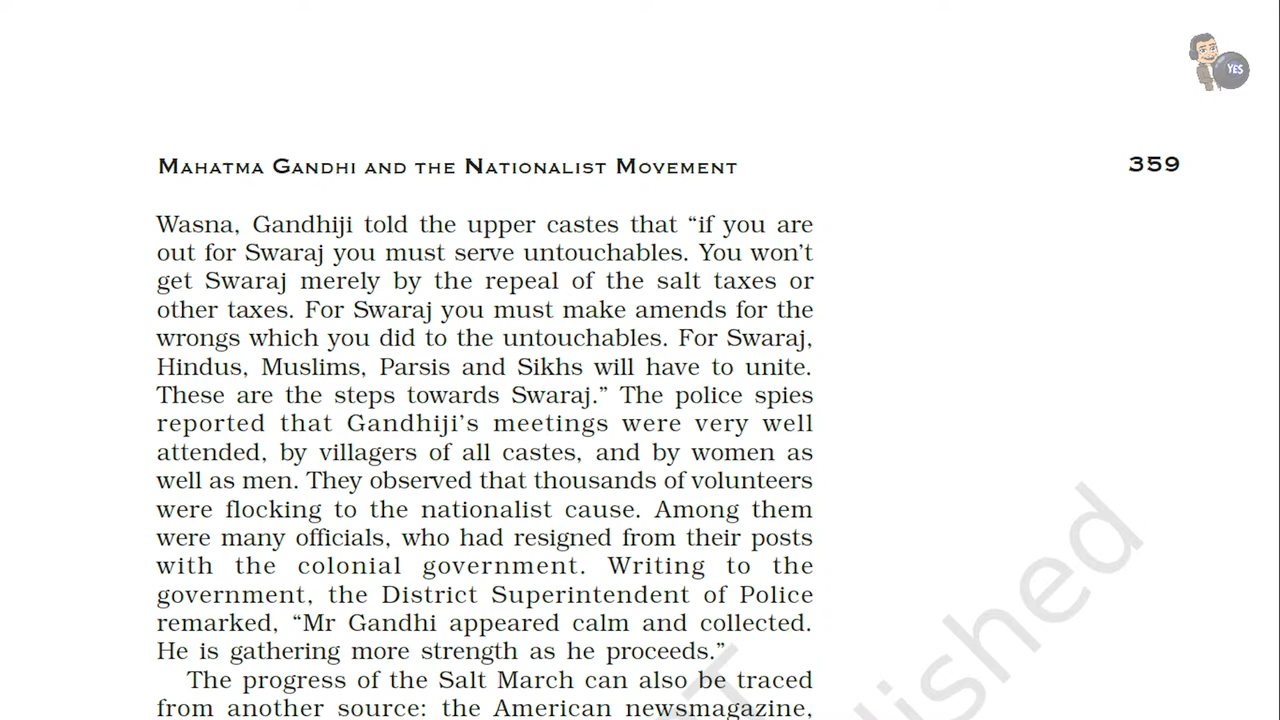 YES
MAHATMA GANDHI AND THE NATIONALIST MOVEMENT 359
Wasna, Gandhiji told the upper castes that “if you are
out for Swaraj you must serve untouchables. You won’t
get Swaraj merely by the repeal of the salt taxes or
other taxes. For Swaraj you must make amends for the
wrongs which you did to the untouchables. For Swaraj,
Hindus, Muslims, Parsis and Sikhs will have to unite.
These are the steps towards Swaraj.” The police spies
reported that Gandhiji’s meetings were very well
attended, by villagers of all castes, and by women as
well as men. They observed that thousands of volunteers
were flocking to the nationalist cause. Among them
were many officials, who had resigned from their posts
with the colonial government. Writing to the
government, the District Superintendent of Police
remarked, “Mr Gandhi appeared calm and collected.
He is gathering more strength as he proceeds.”
The progress of the Salt March can also be traced
from another source: the American newsmagazine,